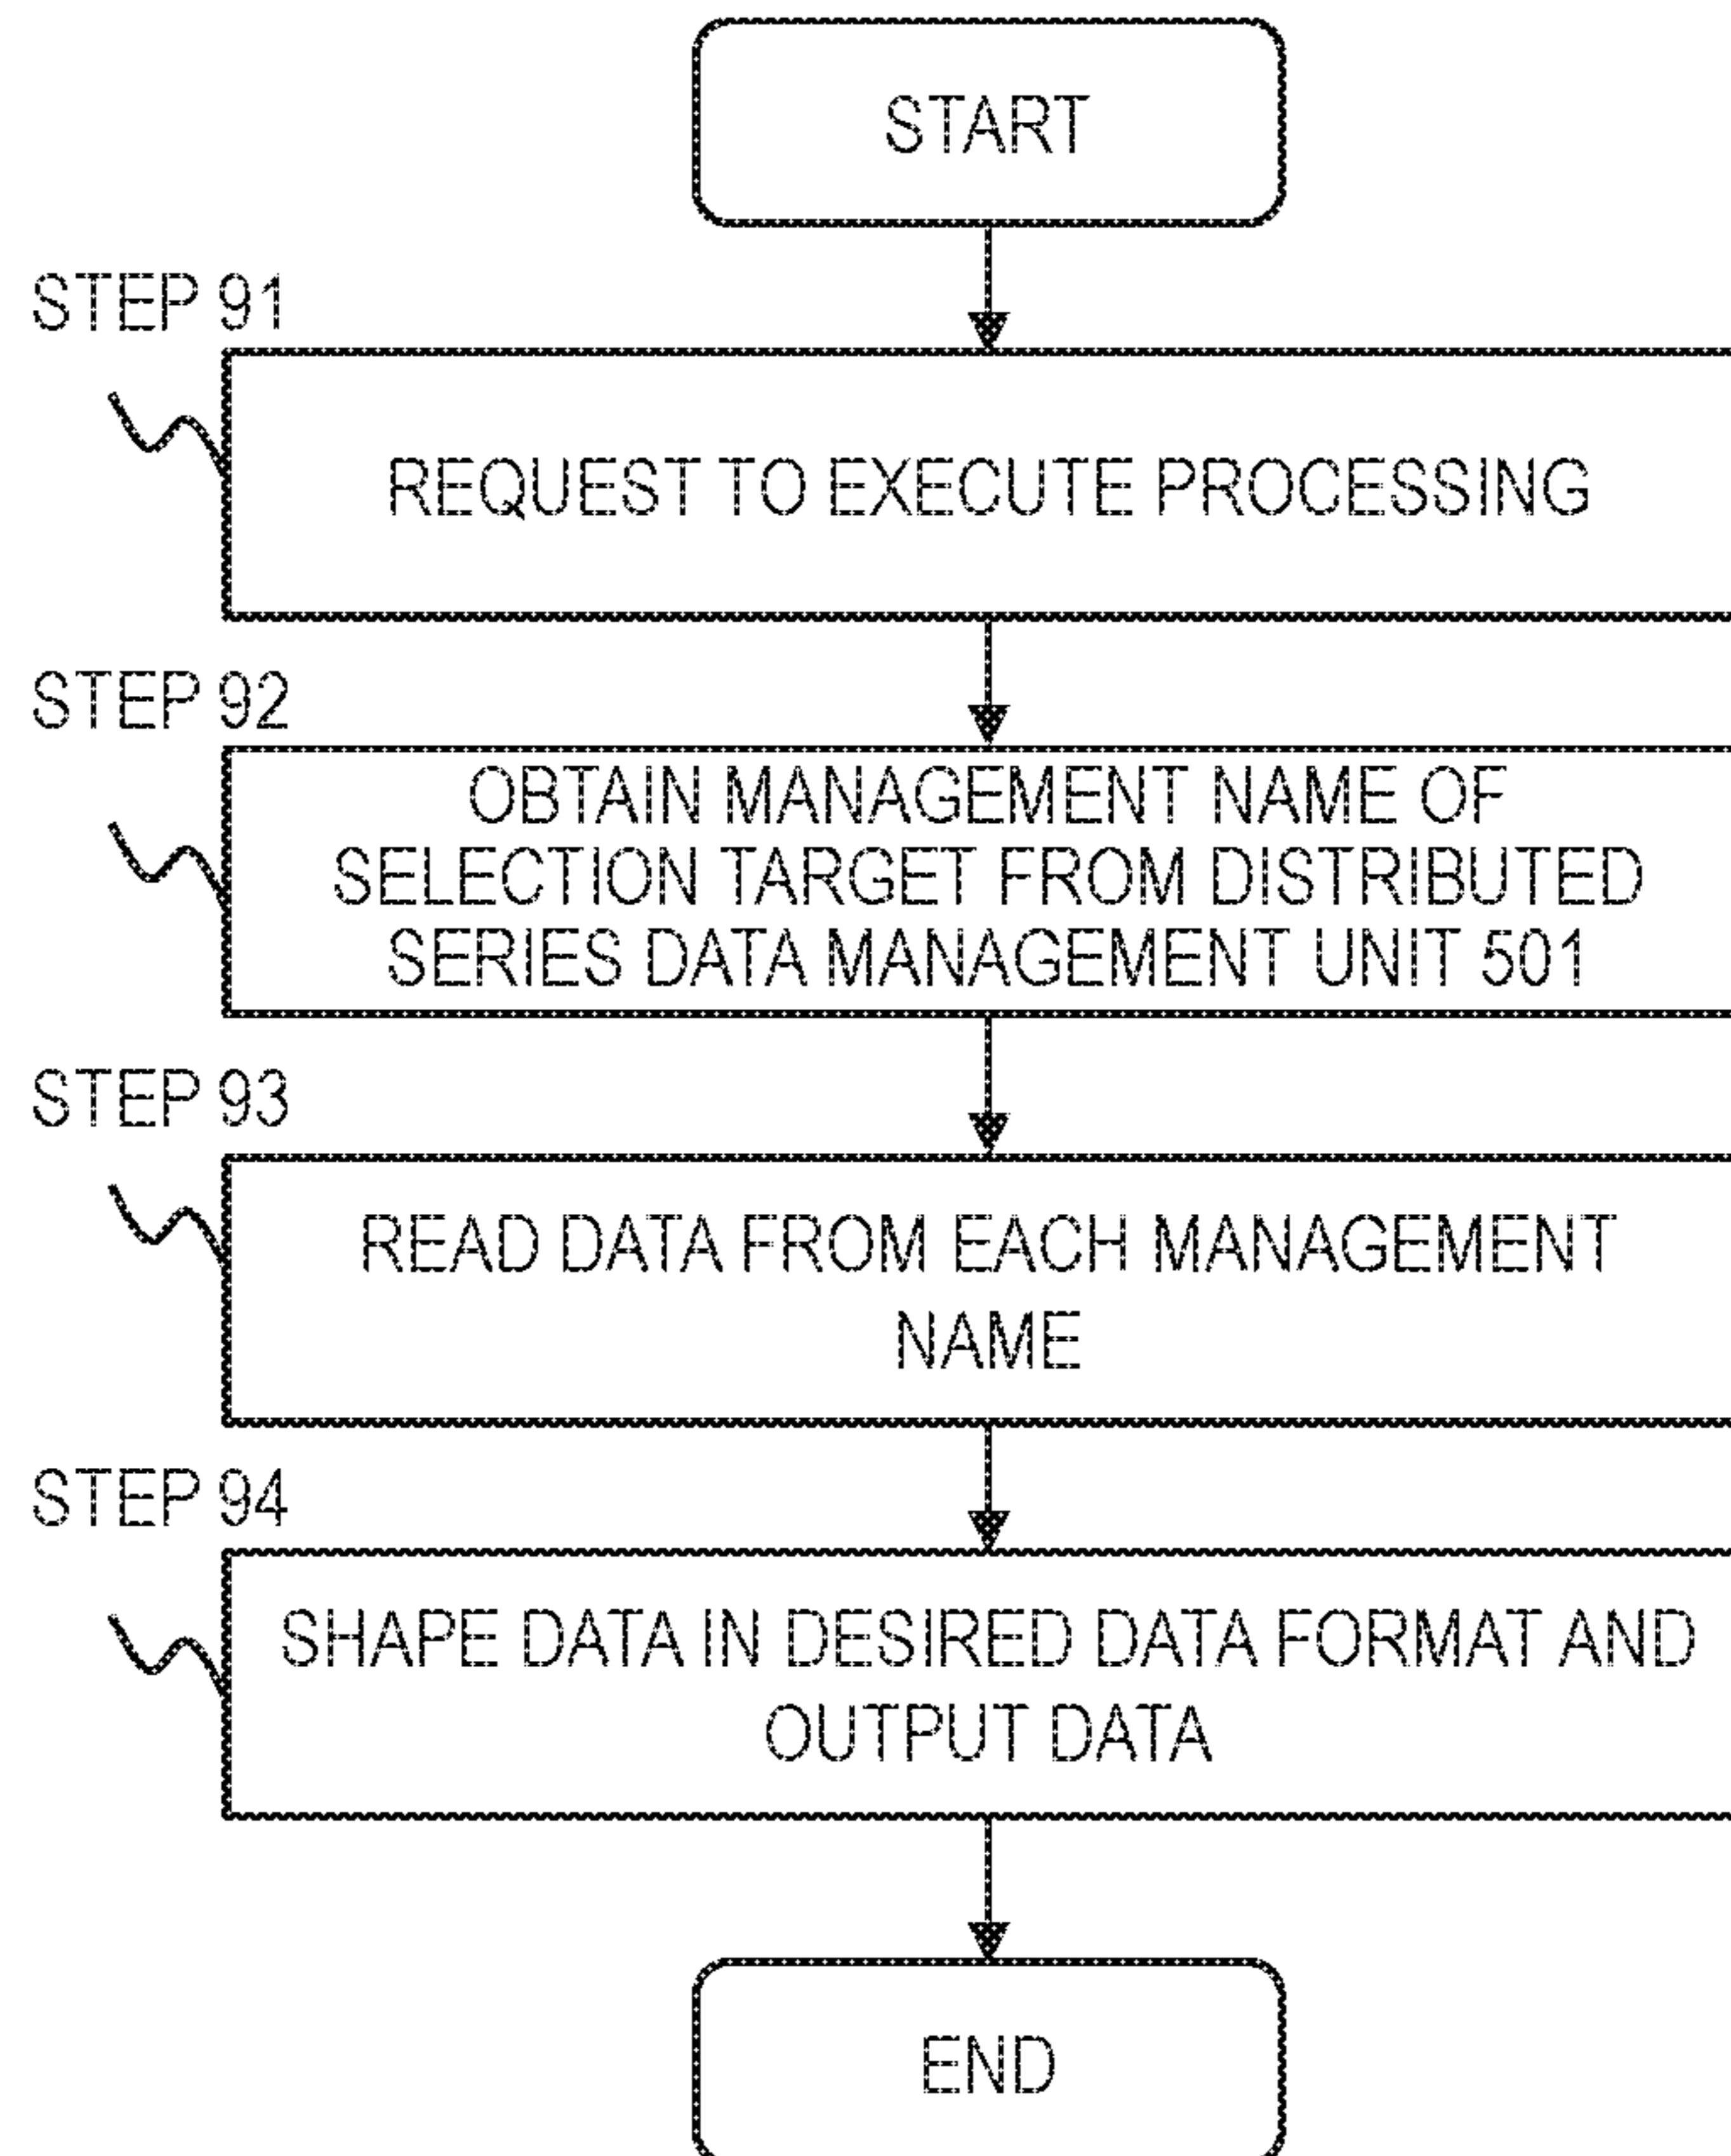 START
STEP 91
REQUEST TO EXECUTE PROCESSING
STEP 92
OBTAIN MANAGEMENT NAME OF
SELECTION TARGET FROM DISTRIBUTED
SERIES DATA MANAGEMENT UNIT 501
STEP 93
READ DATA FROM EACH MANAGEMENT
NAME
STEP 94
SHAPE DATA IN DESIRED DATA FORMAT AND
OUTPUT DATA
END